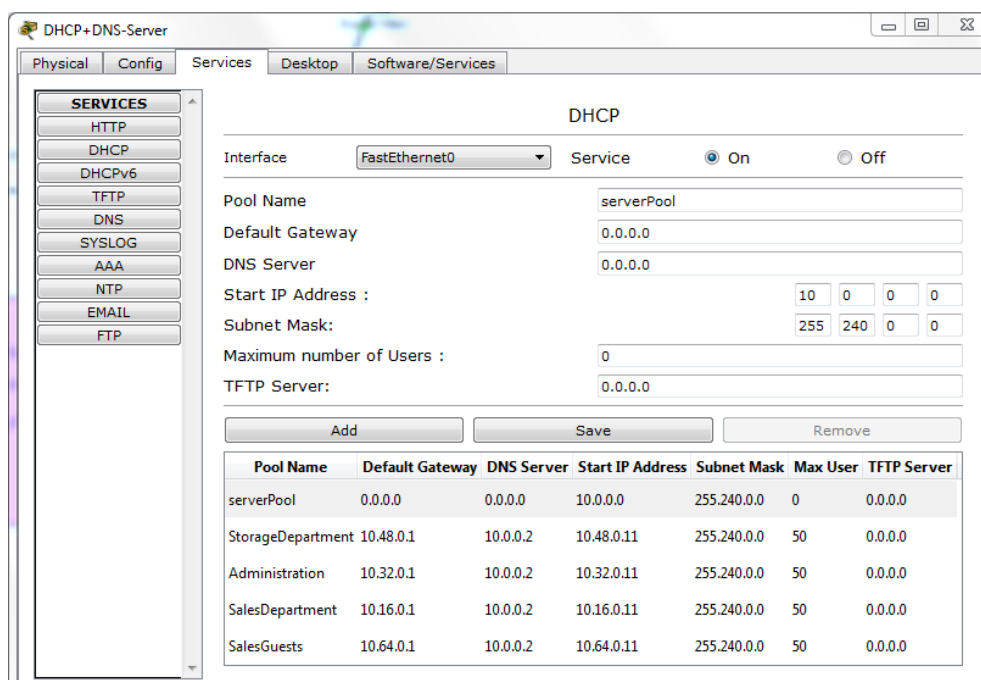 DHCP+DNS-Server
Physical Config Services Desktop Software/Services
SERVICES
HTTP
DHCP
DHCPv6
TFTP
DNS
SYSLOG
AAA
NTP
EMAIL
FTP
DHCP
Interface FastEthernet0 Service On Off
Pool Name serverPool
Default Gateway 0.0.0.0
DNS Server 0.0.0.0
Start IP Address : 10 0 0 0
Subnet Mask: 255 240 0 0
Maximum number of Users : 0
TFTP Server: 0.0.0.0
Add Save Remove
Pool Name Default Gateway DNS Server Start IP Address Subnet Mask Max User TFTP Server
serverPool 0.0.0.0 0.0.0.0 10.0.0.0 255.240.0.0 0 0.0.0.0
StorageDepartment 10.48.0.1 10.0.0.2 10.48.0.11 255.240.0.0 50 0.0.0.0
Administration 10.32.0.1 10.0.0.2 10.32.0.11 255.240.0.0 50 0.0.0.0
SalesDepartment 10.16.0.1 10.0.0.2 10.16.0.11 255.240.0.0 50 0.0.0.0
SalesGuests 10.64.0.1 10.0.0.2 10.64.0.11 255.240.0.0 50 0.0.0.0